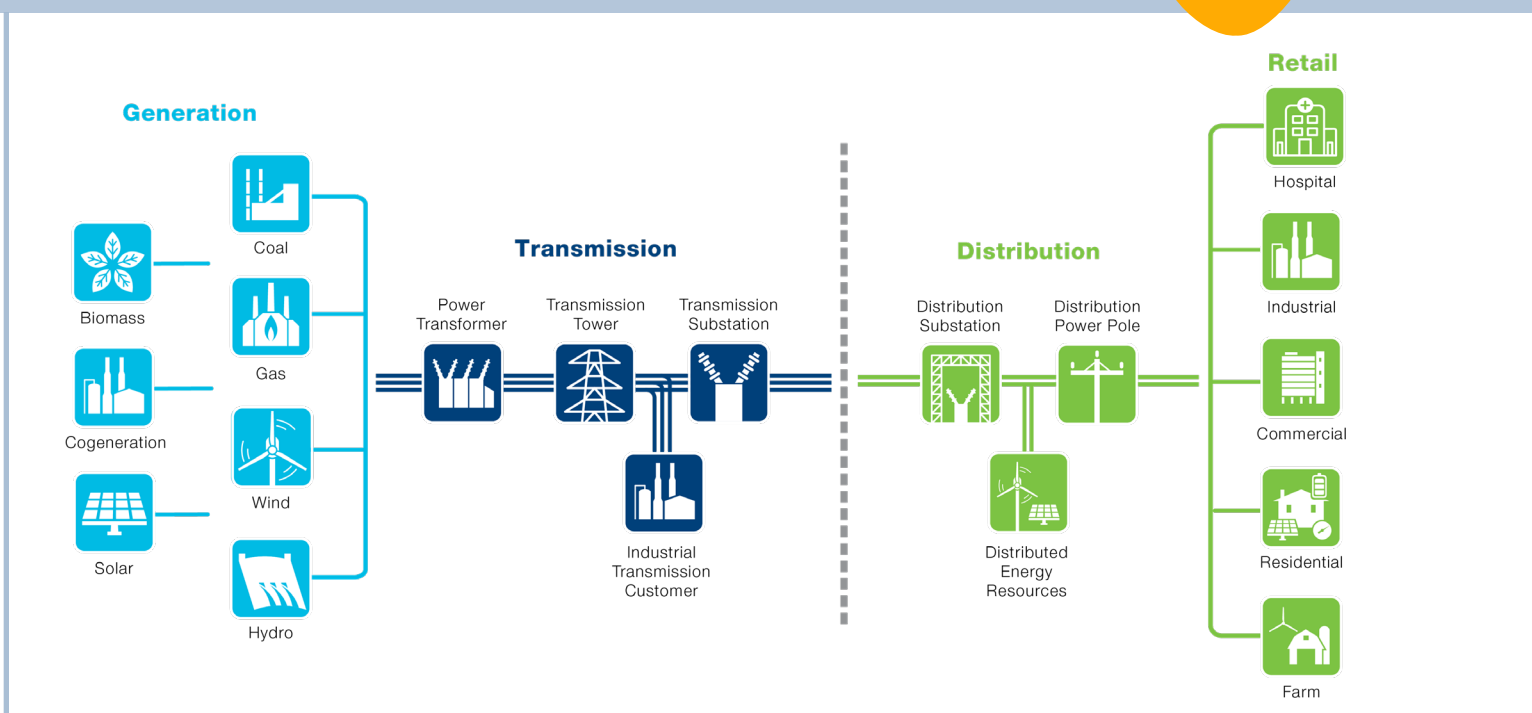 Retail
Generation
Hospital
Coal
Biomass
Transmission
Distribution
Power
Transformer
Transmission
Tower
Transmission
Substation
Distribution
Substation
Distribution
Power Pole
Industrial
Gas
Cogeneration
Commercial
Wind
Solar
Industrial
Transmission
Customer
Distributed
Energy
Resources
Residential
Hydro
Farm